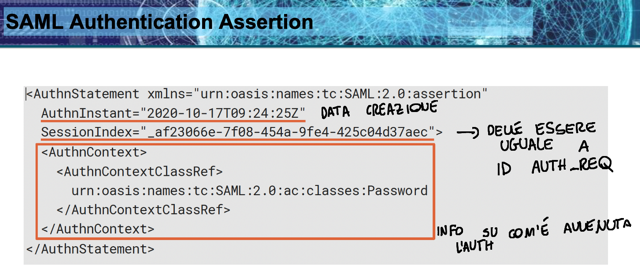 SAML Authentication Assertion
<AuthnStatement xmlns="urn:oasis:names:tc:SAML:2.0:assertion"
AuthnInstant="2020-10-17T09:24:25Z" DATA CREAZIONE
SessionIndex="_af23066e-7f08-454a-9fe4-425c04d37aec"> → DEVE ESSERE
UGUALE A
ID AUTH_REQ
<AuthnContext>
<AuthnContextClassRef>
urn:oasis:names:tc:SAML:2.0:ac:classes:Password
</AuthnContextClassRef>
</AuthnContext>
INFO SU COM'É AVVENUTA
L'AUTH
</AuthnStatement>